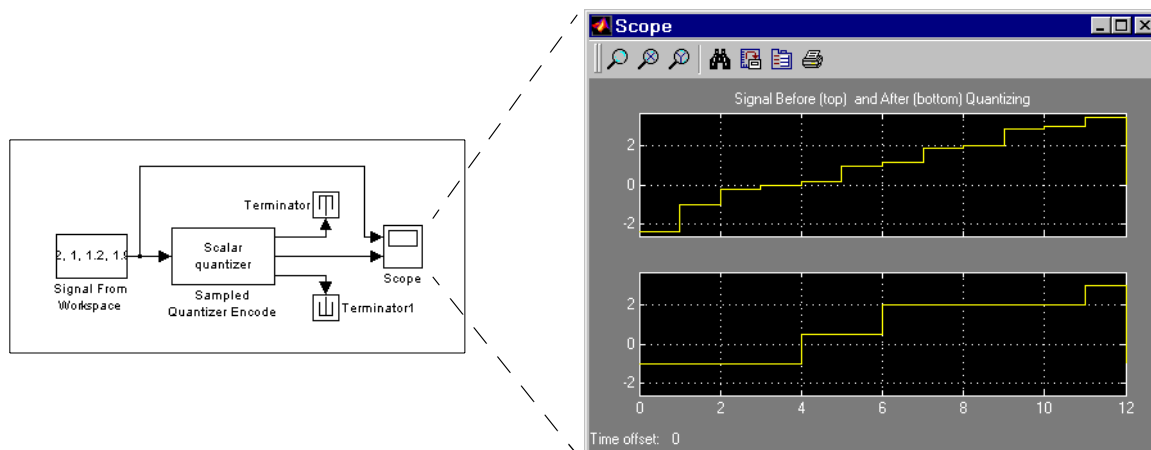 Scope
Signal Before (top) and After (bottom) Quantizing
2
0
-2
2
0
-2
0 2 4 6 8 10 12
Time offset: 0
Terminator
2, 1, 1.2, 1.8
Signal From
Workspace
Scalar
quantizer
Sampled
Quantizer Encode
Scope
Terminator1